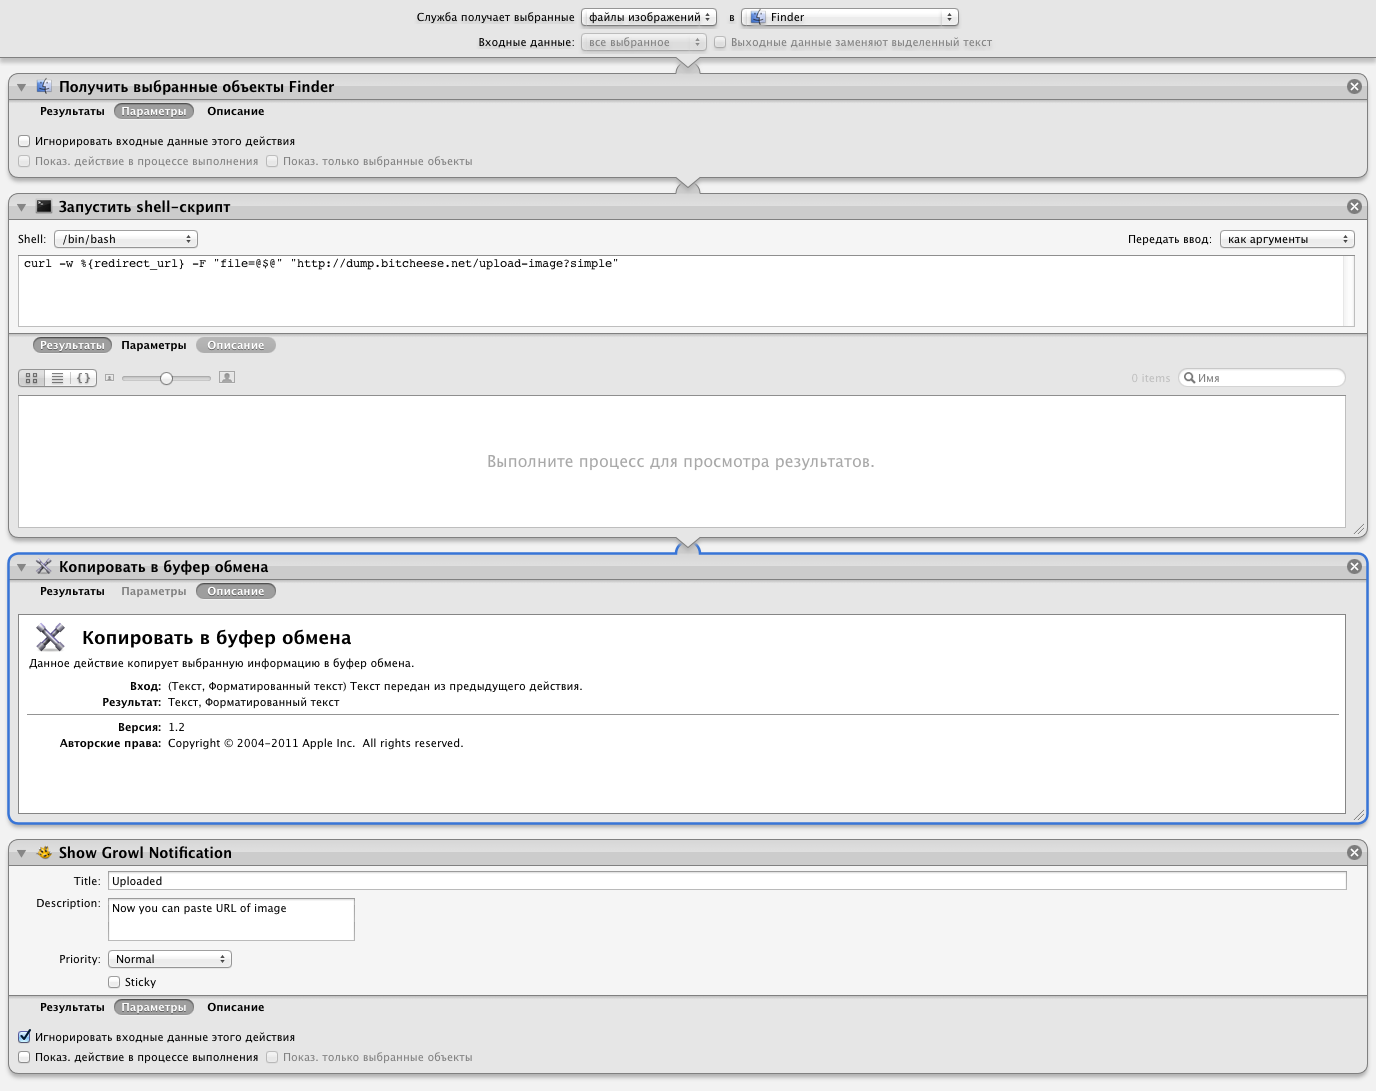 Служба получает выбранные файлы изображений в Finder
Входные данные: все выбранное Выходные данные заменяют выделенный текст
Получить выбранные объекты Finder
Результаты Параметры Описание
Игнорировать входные данные этого действия
Показ. действие в процессе выполнения Показ. только выбранные объекты
Запустить shell-скрипт
Shell: /bin/bash Передать ввод: как аргументы
curl -w %{redirect_url} -F "file=@$@" "http://dump.bitcheese.net/upload-image?simple"
Результаты Параметры Описание
0 items Имя
Выполните процесс для просмотра результатов.
Копировать в буфер обмена
Результаты Параметры Описание
Копировать в буфер обмена
Данное действие копирует выбранную информацию в буфер обмена.
Вход: (Текст, Форматированный текст) Текст передан из предыдущего действия.
Результат: Текст, Форматированный текст
Версия: 1.2
Авторские права: Copyright © 2004-2011 Apple Inc. All rights reserved.
Show Growl Notification
Title: Uploaded
Description: Now you can paste URL of image
Priority: Normal
Sticky
Результаты Параметры Описание
Игнорировать входные данные этого действия
Показ. действие в процессе выполнения Показ. только выбранные объекты